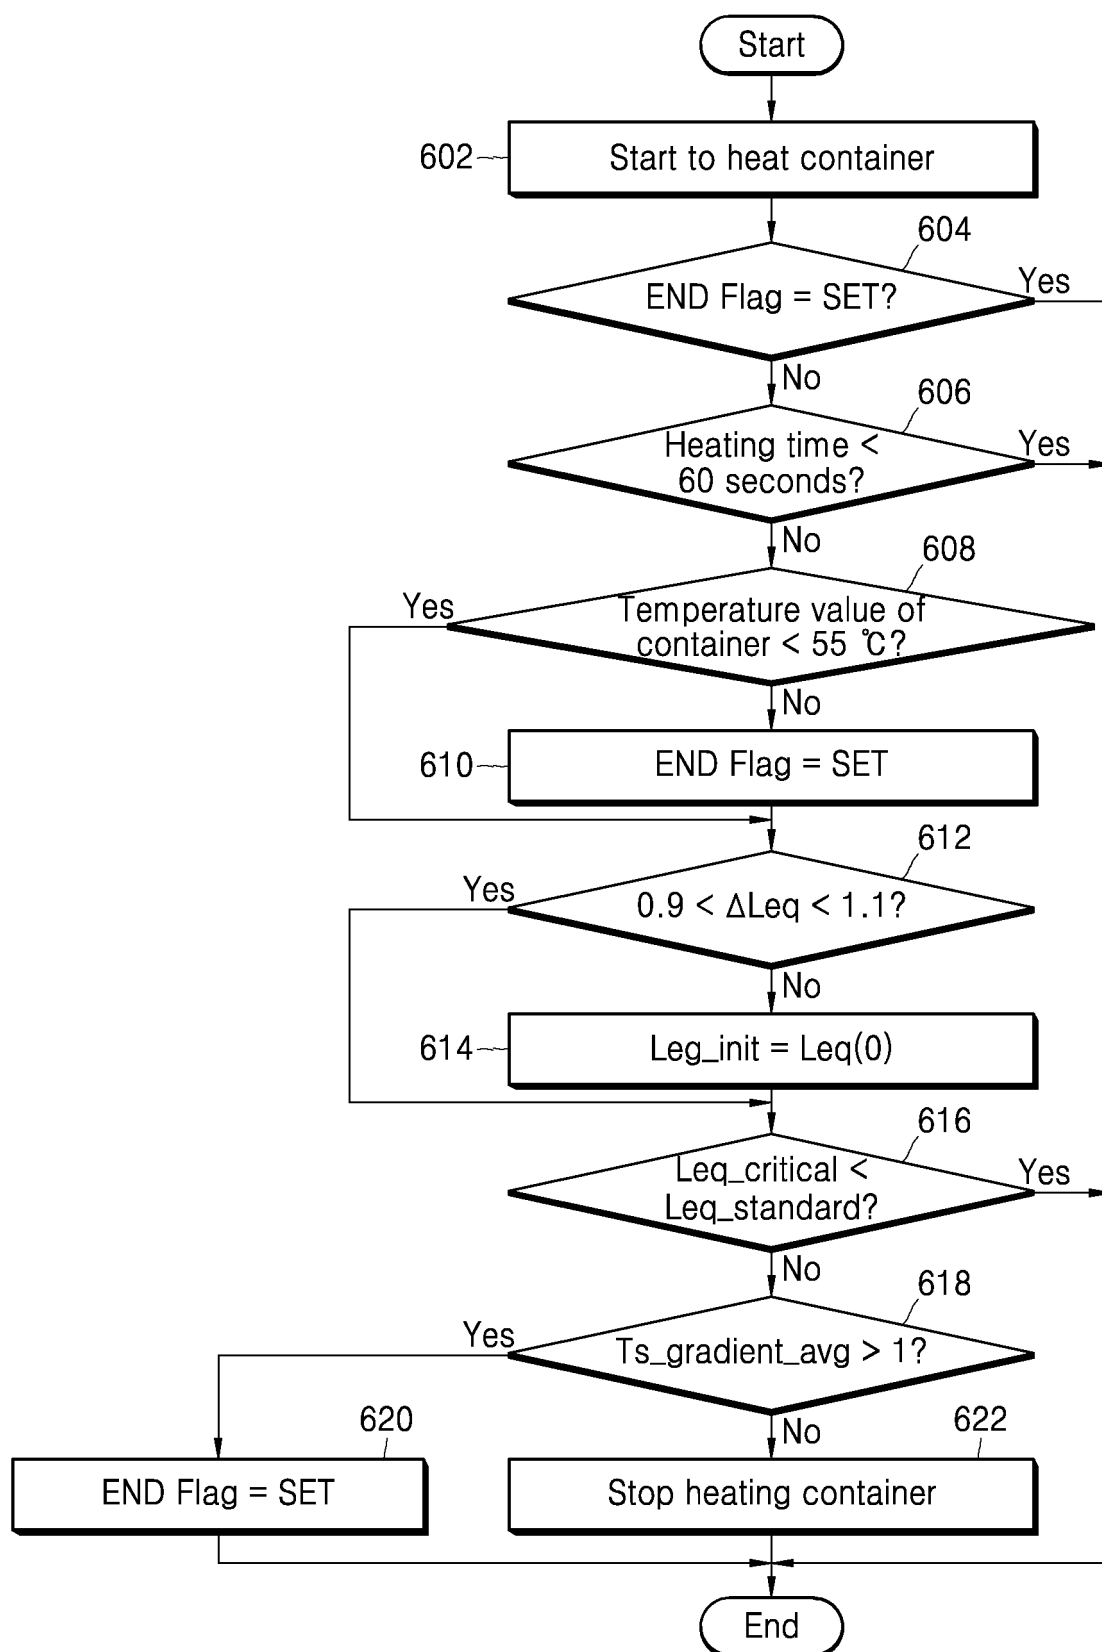 Start
602
Start to heat container
604
END Flag = SET?
Yes
No
606
Heating time <
60 seconds?
Yes
No
608
Yes
Temperature value of
container < 55 ℃?
No
610
END Flag = SET
612
Yes
0.9 < ΔLeq < 1.1?
No
614
Leg_init = Leq(0)
616
Leq_critical <
Leq_standard?
Yes
No
618
Yes
Ts_gradient_avg > 1?
No
620
END Flag = SET
622
Stop heating container
End